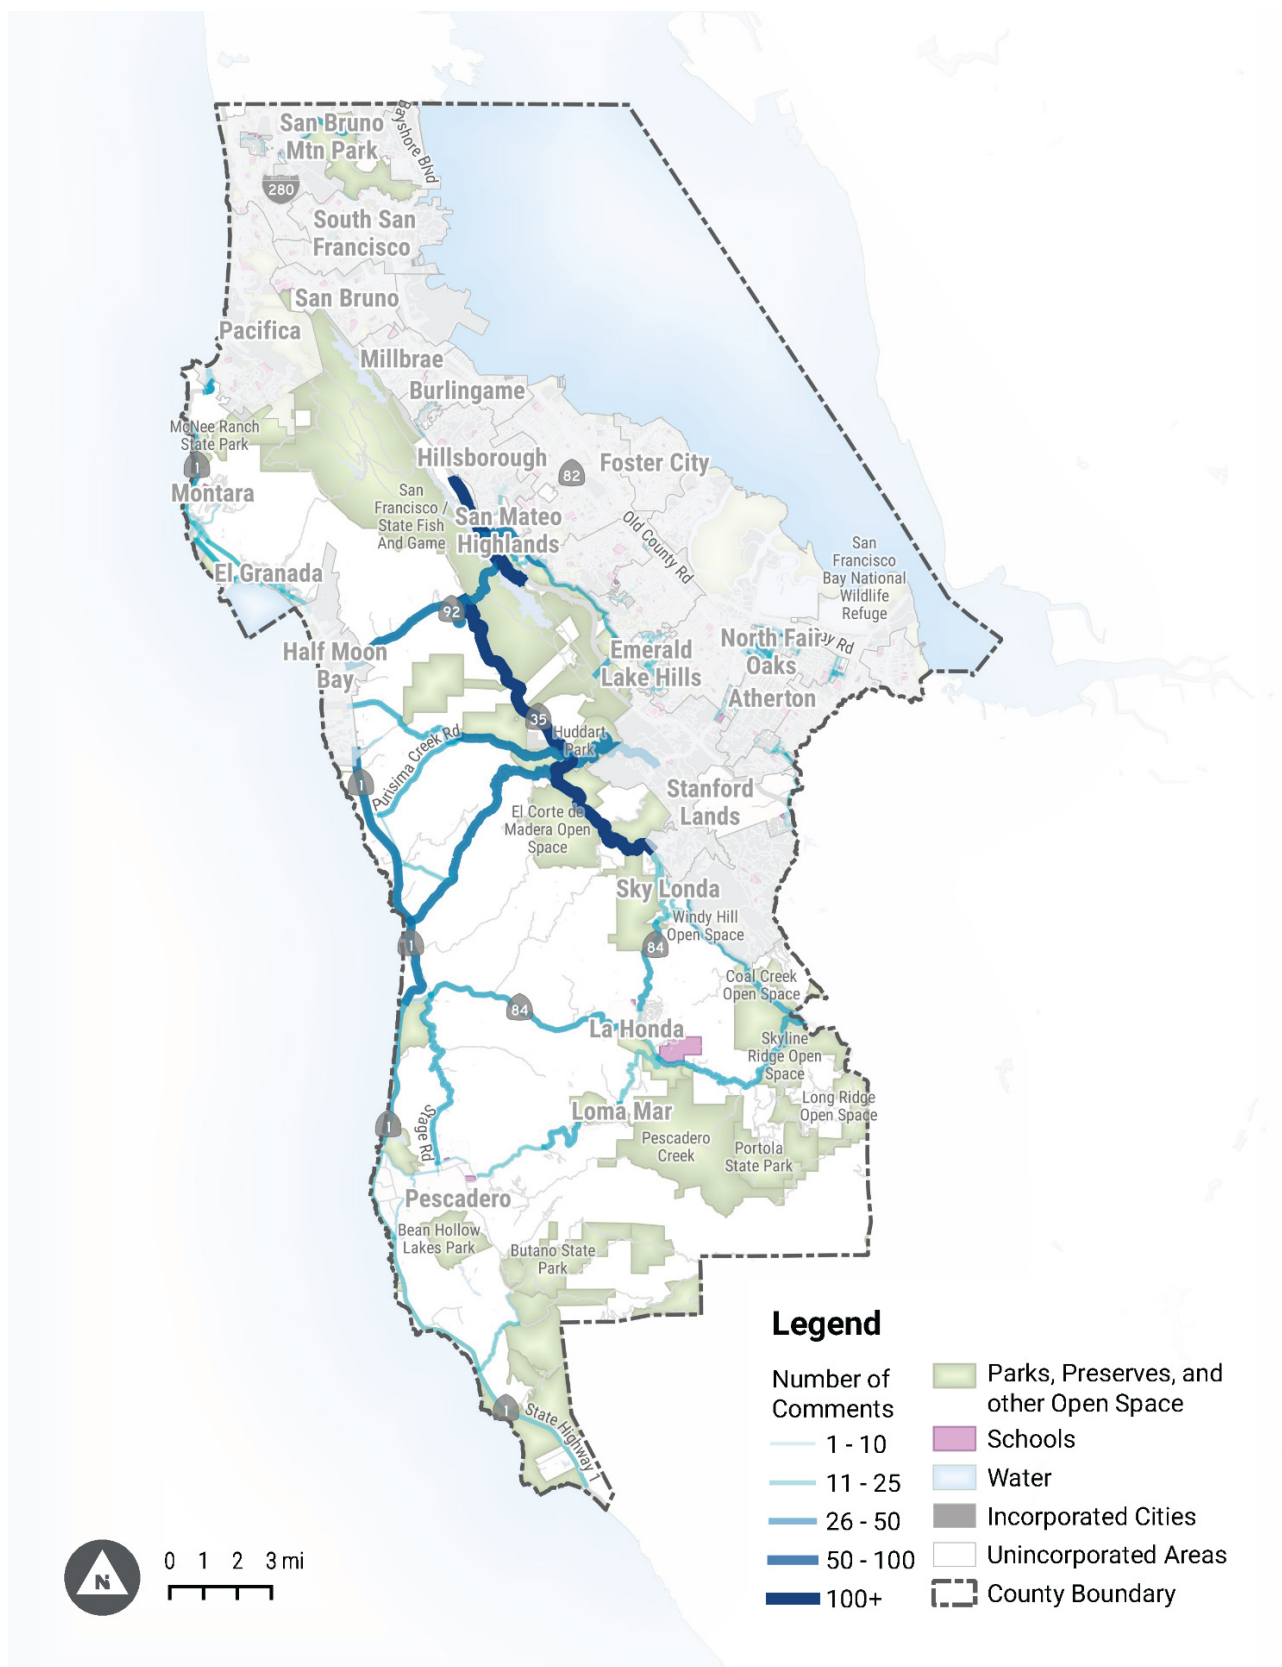 San Bruno
Mtn Park
Bayshore Blvd
280
South San
Francisco
San Bruno
Pacifica
Millbrae
Burlingame
McNee Ranch
State Park
1
Montara
Hillsborough
Foster City
82
San
Francisco /
State Fish
And Game
San Mateo
Highlands
Old County Rd
San
Francisco
Bay National
Wildlife
Refuge
El Granada
92
Half Moon
Bay
Emerald
Lake Hills
North Fair
Oaks
ay Rd
Atherton
35
Huddart
Park
Purisima Creek Rd
1
Stanford
Lands
El Corte de
Madera Open
Space
Sky Londa
Windy Hill
Open Space
1
84
Coal Creek
Open Space
84
La Honda
Skyline
Ridge Open
Space
Long Ridge
Open Space
Loma Mar
1
Stage Rd
Pescadero
Creek
Portola
State Park
Pescadero
Bean Hollow
Lakes Park
Butano State
Park
1
State Highway 1
Legend
Number of
Comments
1 - 10
11 - 25
26 - 50
50 - 100
100+
Parks, Preserves, and
other Open Space
Schools
Water
Incorporated Cities
Unincorporated Areas
County Boundary
N
0 1 2 3 mi